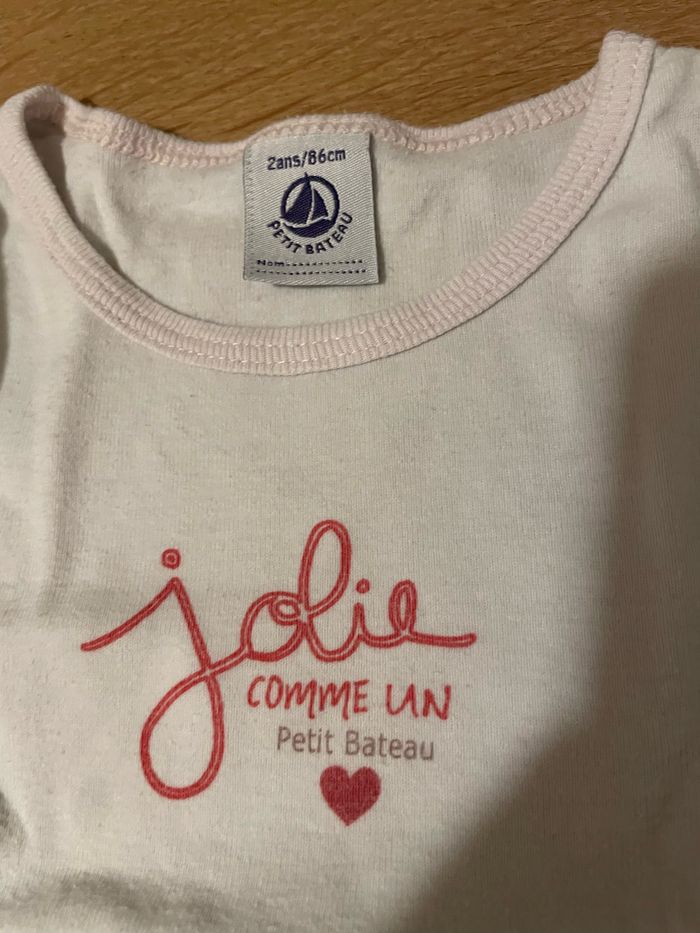 2ans/86cm
PETIT BATEAU
Nom
jolie
COMME UN
Petit Bateau